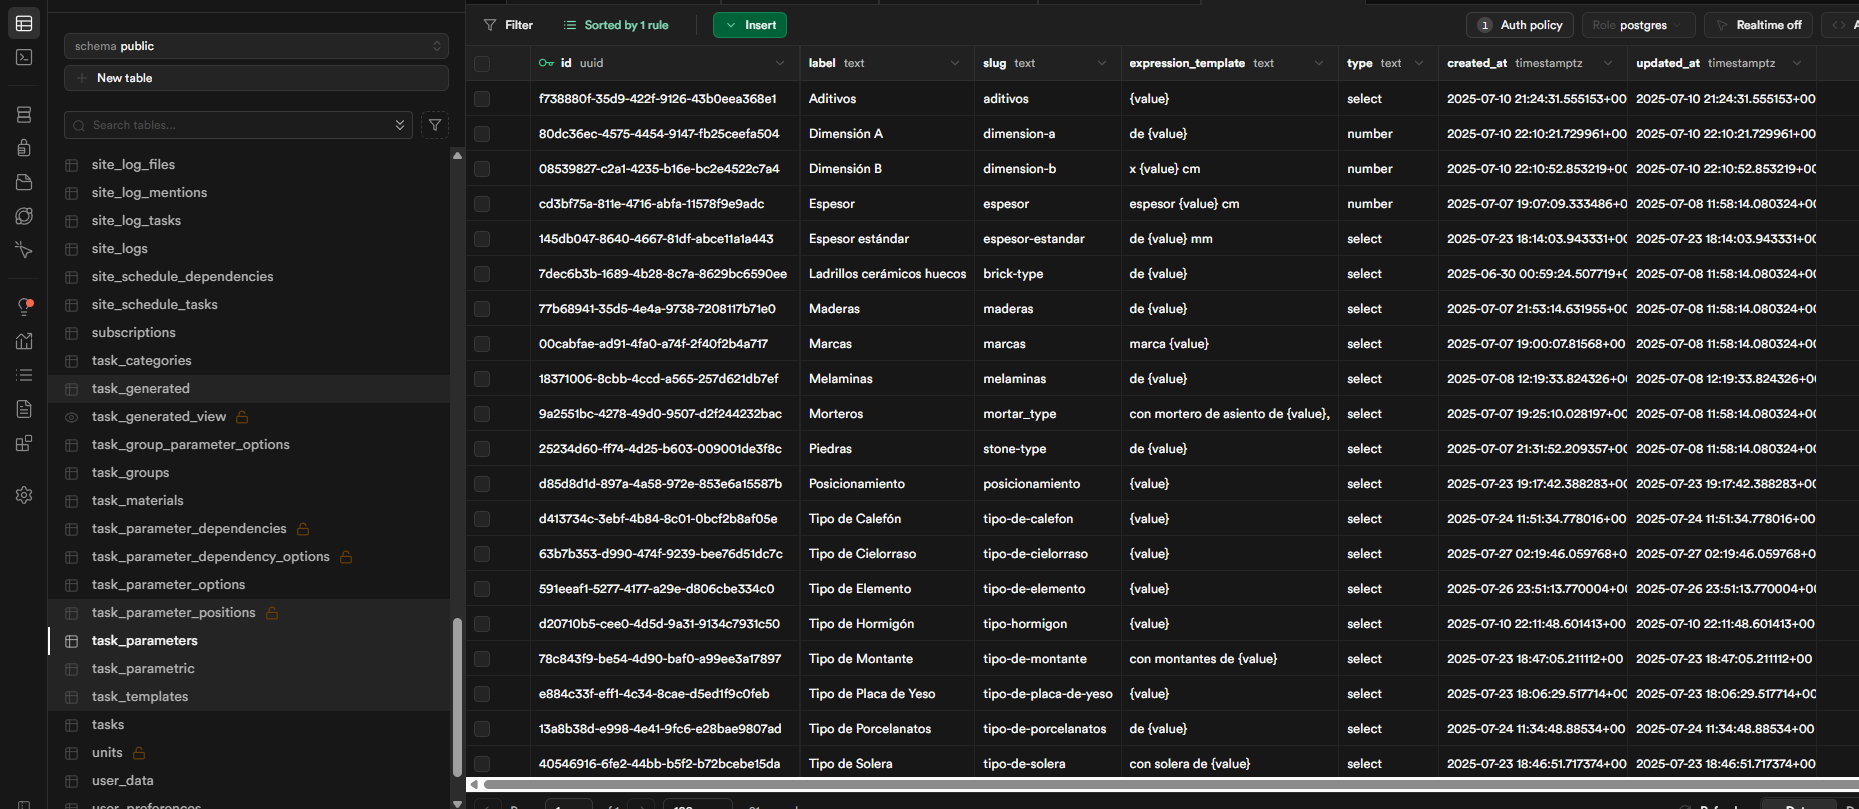 schema public
New table
Search tables...
site_log_files
site_log_mentions
site_log_tasks
site_logs
site_schedule_dependencies
site_schedule_tasks
subscriptions
task_categories
task_generated
task_generated_view
task_group_parameter_options
task_groups
task_materials
task_parameter_dependencies
task_parameter_dependency_options
task_parameter_options
task_parameter_positions
task_parameters
task_parametric
task_templates
tasks
units
user_data
user_preferences
Filter Sorted by 1 rule Insert 1 Auth policy Role postgres Realtime off
id uuid label text slug text expression_template text type text created_at timestamptz updated_at timestamptz
f738880f-35d9-422f-9126-43b0eea368e1 Aditivos aditivos {value} select 2025-07-10 21:24:31.555153+00 2025-07-10 21:24:31.555153+00
80dc36ec-4575-4454-9147-fb25ceefa504 Dimensión A dimension-a de {value} number 2025-07-10 22:10:21.729961+00 2025-07-10 22:10:21.729961+00
08539827-c2a1-4235-b16e-bc2e4522c7a4 Dimensión B dimension-b x {value} cm number 2025-07-10 22:10:52.853219+00 2025-07-10 22:10:52.853219+00
cd3bf75a-811e-4716-abfa-11578f9e9adc Espesor espesor espesor {value} cm number 2025-07-07 19:07:09.333486+0 2025-07-08 11:58:14.080324+00
145db047-8640-4667-81df-abce11a1a443 Espesor estándar espesor-estandar de {value} mm select 2025-07-23 18:14:03.943331+00 2025-07-23 18:14:03.943331+00
7dec6b3b-1689-4b28-8c7a-8629bc6590ee Ladrillos cerámicos huecos brick-type de {value} select 2025-06-30 00:59:24.507719+0 2025-07-08 11:58:14.080324+00
77b68941-35d5-4e4a-9738-7208117b71e0 Maderas maderas de {value} select 2025-07-07 21:53:14.631955+00 2025-07-08 11:58:14.080324+00
00cabfae-ad91-4fa0-a74f-2f40f2b4a717 Marcas marcas marca {value} select 2025-07-07 19:00:07.81568+00 2025-07-08 11:58:14.080324+00
18371006-8cbb-4ccd-a565-257d621db7ef Melaminas melaminas de {value} select 2025-07-08 12:19:33.824326+0 2025-07-08 12:19:33.824326+00
9a2551bc-4278-49d0-9507-d2f244232bac Morteros mortar_type con mortero de asiento de {value}, select 2025-07-07 19:25:10.028197+00 2025-07-08 11:58:14.080324+00
25234d60-ff74-4d25-b603-009001de3f8c Piedras stone-type de {value} select 2025-07-07 21:31:52.209357+00 2025-07-08 11:58:14.080324+00
d85d8d1d-897a-4a58-972e-853e6a15587b Posicionamiento posicionamiento {value} select 2025-07-23 19:17:42.388283+00 2025-07-23 19:17:42.388283+00
d413734c-3ebf-4b84-8c01-0bcf2b8af05e Tipo de Calefón tipo-de-calefon {value} select 2025-07-24 11:51:34.778016+00 2025-07-24 11:51:34.778016+00
63b7b353-d990-474f-9239-bee76d51dc7c Tipo de Cielorraso tipo-de-cielorraso {value} select 2025-07-27 02:19:46.059768+0 2025-07-27 02:19:46.059768+0
591eeaf1-5277-4177-a29e-d806cbe334c0 Tipo de Elemento tipo-de-elemento {value} select 2025-07-26 23:51:13.770004+00 2025-07-26 23:51:13.770004+00
d20710b5-cee0-4d5d-9a31-9134c7931c50 Tipo de Hormigón tipo-hormigon {value} select 2025-07-10 22:11:48.601413+00 2025-07-10 22:11:48.601413+00
78c843f9-be54-4d90-baf0-a99ee3a17897 Tipo de Montante tipo-de-montante con montantes de {value} select 2025-07-23 18:47:05.211112+00 2025-07-23 18:47:05.211112+00
e884c33f-eff1-4c34-8cae-d5ed1f9c0feb Tipo de Placa de Yeso tipo-de-placa-de-yeso {value} select 2025-07-23 18:06:29.517714+00 2025-07-23 18:06:29.517714+00
13a8b38d-e998-4e41-9fc6-e28bae9807ad Tipo de Porcelanatos tipo-de-porcelanatos de {value} select 2025-07-24 11:34:48.88534+00 2025-07-24 11:34:48.88534+00
40546916-6fe2-44bb-b5f2-b72bcebe15da Tipo de Solera tipo-de-solera con solera de {value} select 2025-07-23 18:46:51.717374+00 2025-07-23 18:46:51.717374+00